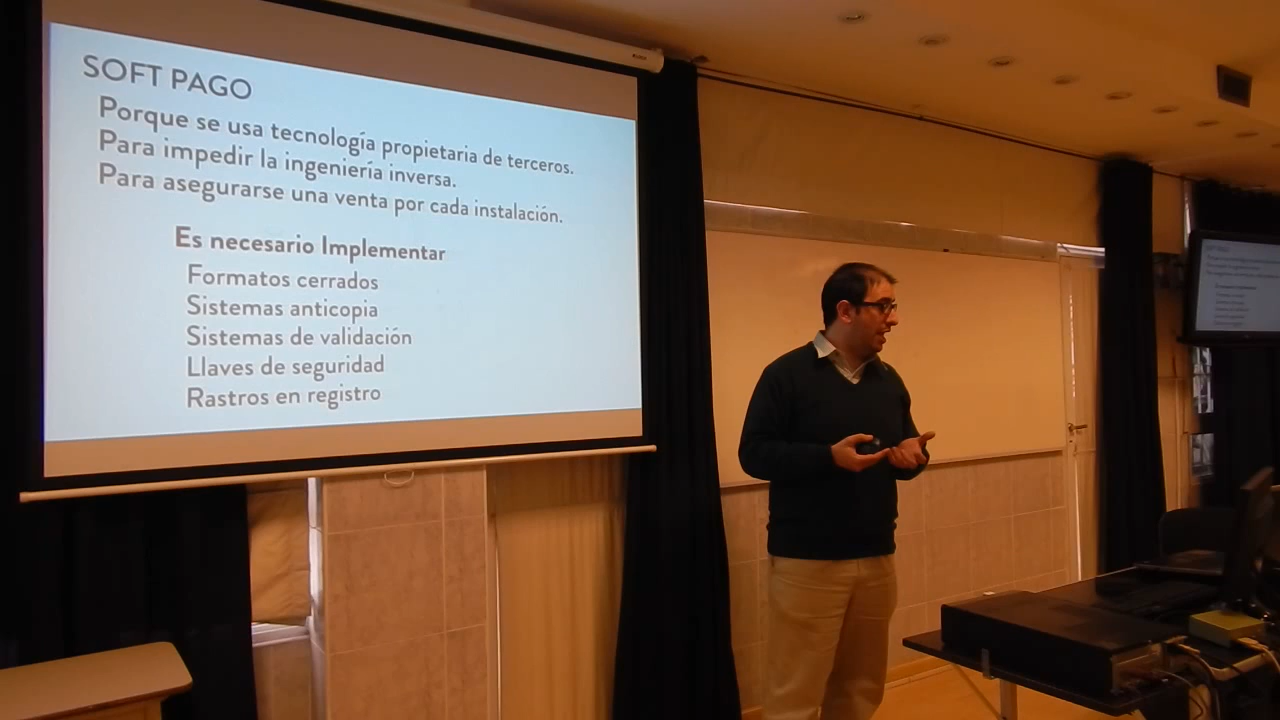 SOFT PAGO
Porque se usa tecnología propietaria de terceros.
Para impedir la ingeniería inversa.
Para asegurarse una venta por cada instalación.
Es necesario Implementar
Formatos cerrados
Sistemas anticopia
Sistemas de validación
Llaves de seguridad
Rastros en registro